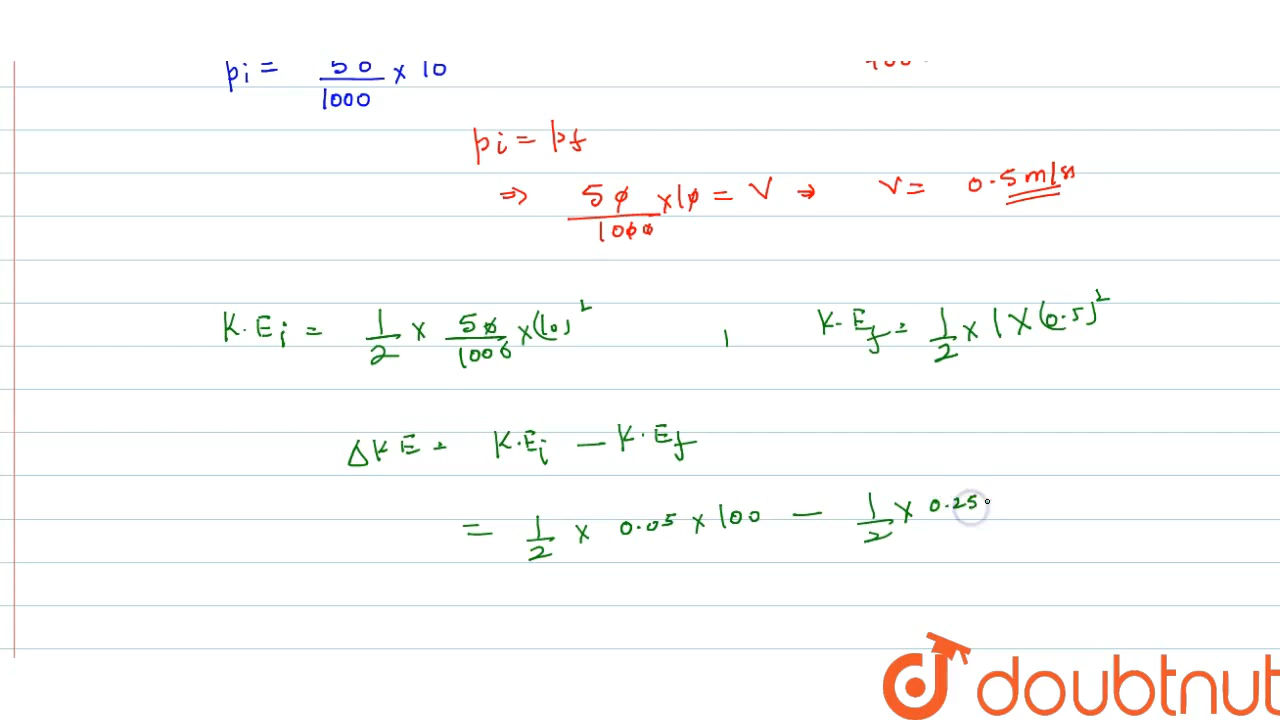 pi = 50/1000 × 10
pi = pf
⇒ 50/1000 × 10 = V → V = 0.5 m/s
K.Ei = 1/2 × 50/1000 × (10)² , K.Ef = 1/2 × 1 × (0.5)²
ΔKE = K.Ei − K.Ef
= 1/2 × 0.05 × 100 − 1/2 × 0.25
doubtnut